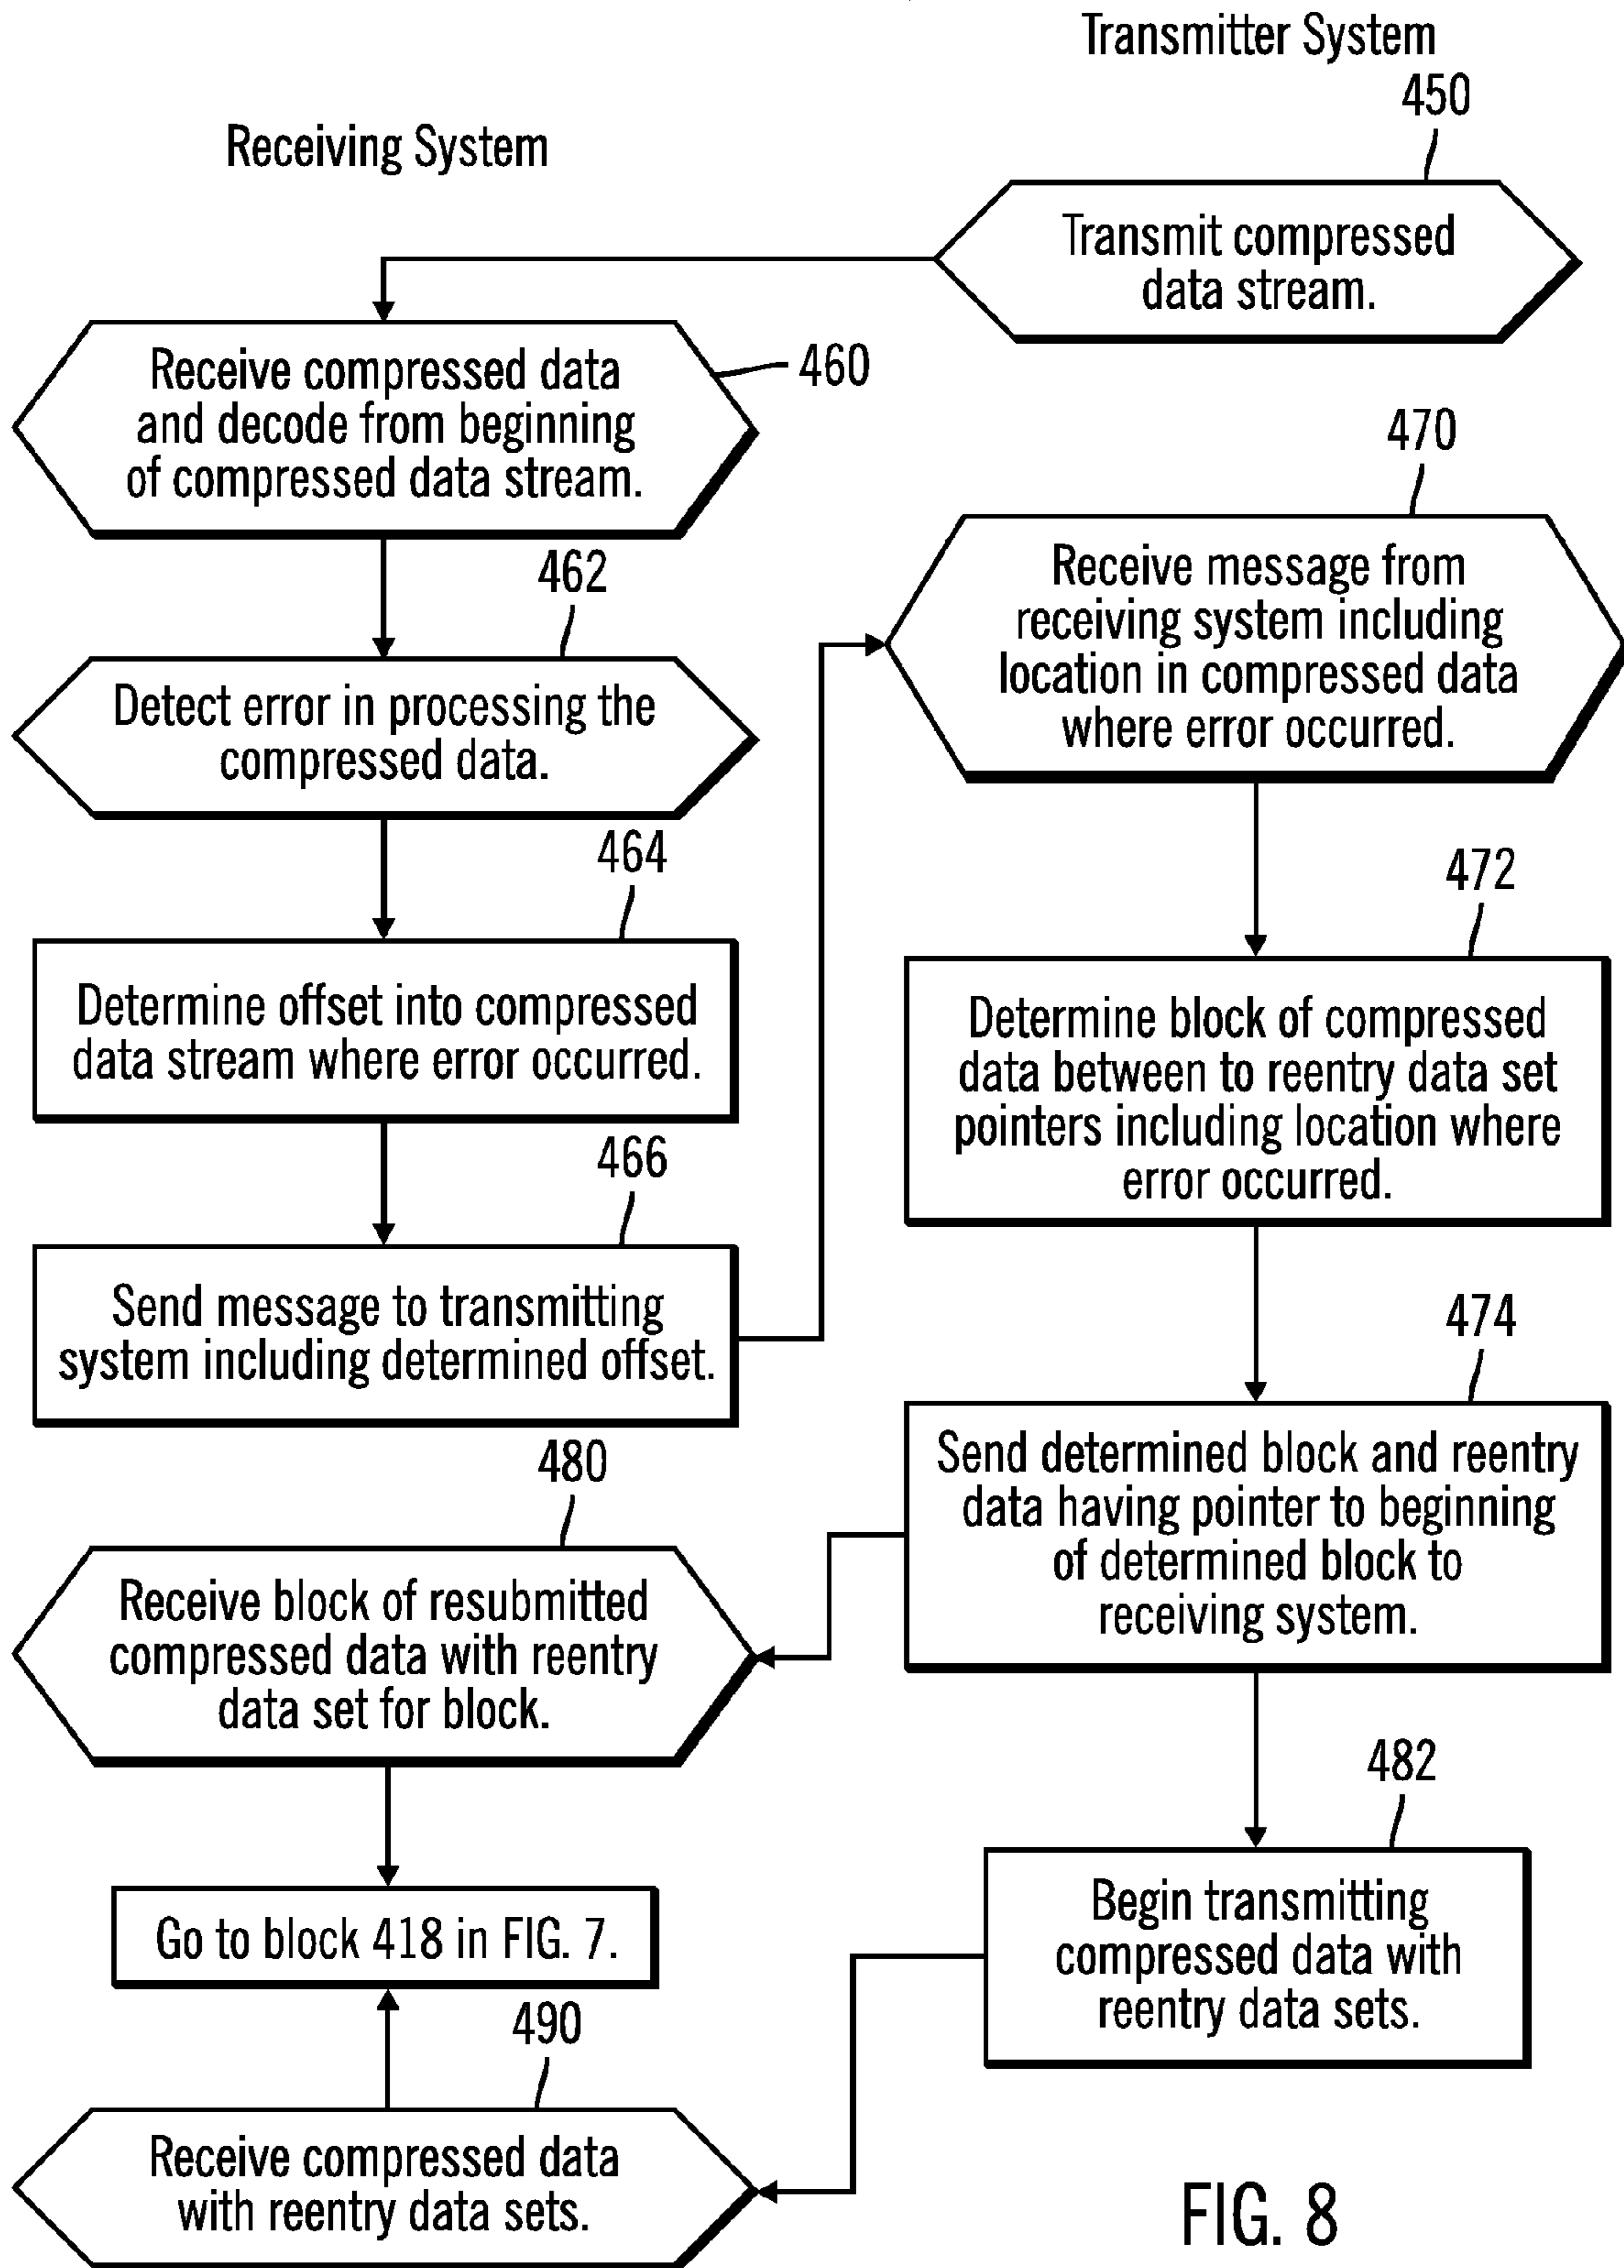 Transmitter System
450
Receiving System
Transmit compressed
data stream.
Receive compressed data
and decode from beginning
of compressed data stream.
460
470
Receive message from
receiving system including
location in compressed data
where error occurred.
462
Detect error in processing the
compressed data.
464
Determine offset into compressed
data stream where error occurred.
472
Determine block of compressed
data between to reentry data set
pointers including location where
error occurred.
466
Send message to transmitting
system including determined offset.
474
Send determined block and reentry
data having pointer to beginning
of determined block to
receiving system.
480
Receive block of resubmitted
compressed data with reentry
data set for block.
482
Begin transmitting
compressed data with
reentry data sets.
Go to block 418 in FIG. 7.
490
Receive compressed data
with reentry data sets.
FIG. 8